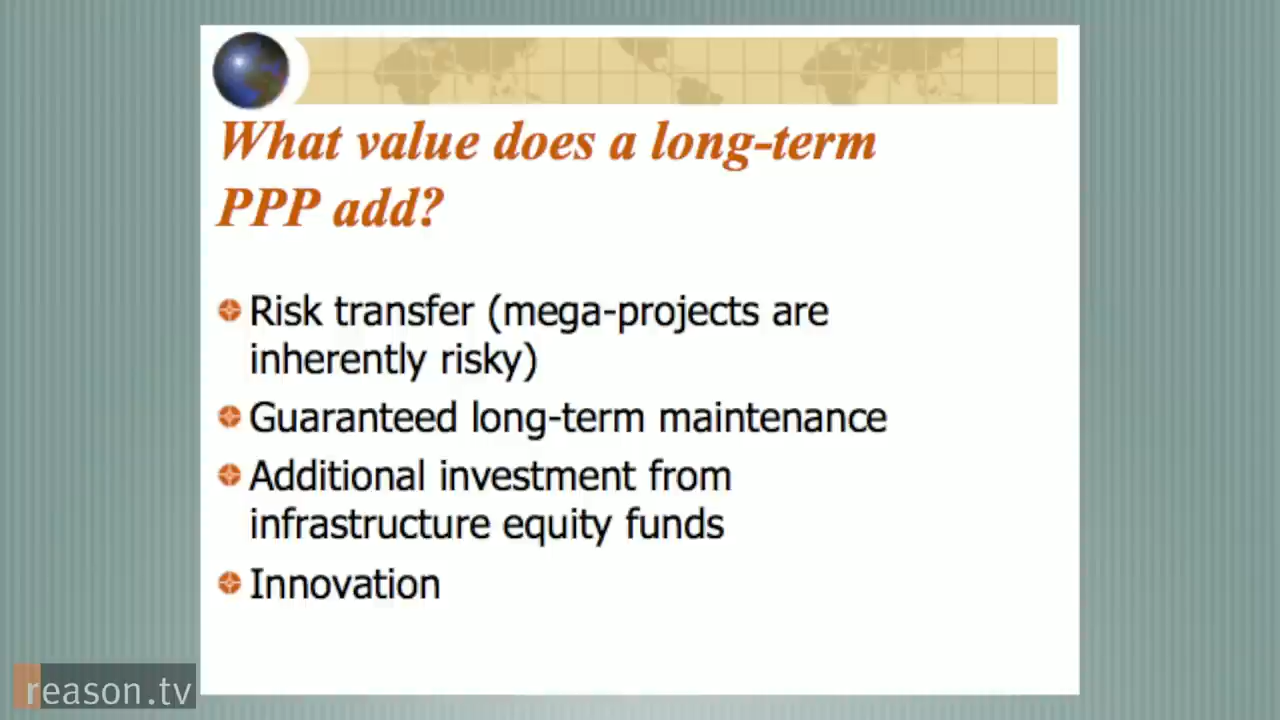 What value does a long-term
PPP add?
Risk transfer (mega-projects are
inherently risky)
Guaranteed long-term maintenance
Additional investment from
infrastructure equity funds
Innovation
reason.tv